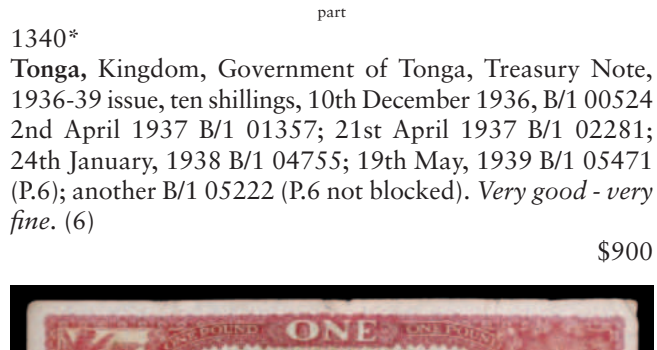 part
1340*
Tonga, Kingdom, Government of Tonga, Treasury Note,
1936-39 issue, ten shillings, 10th December 1936, B/1 00524
2nd April 1937 B/1 01357; 21st April 1937 B/1 02281;
24th January, 1938 B/1 04755; 19th May, 1939 B/1 05471
(P.6); another B/1 05222 (P.6 not blocked). Very good - very
fine. (6)
$900
ONE POUND ONE ONE POUND